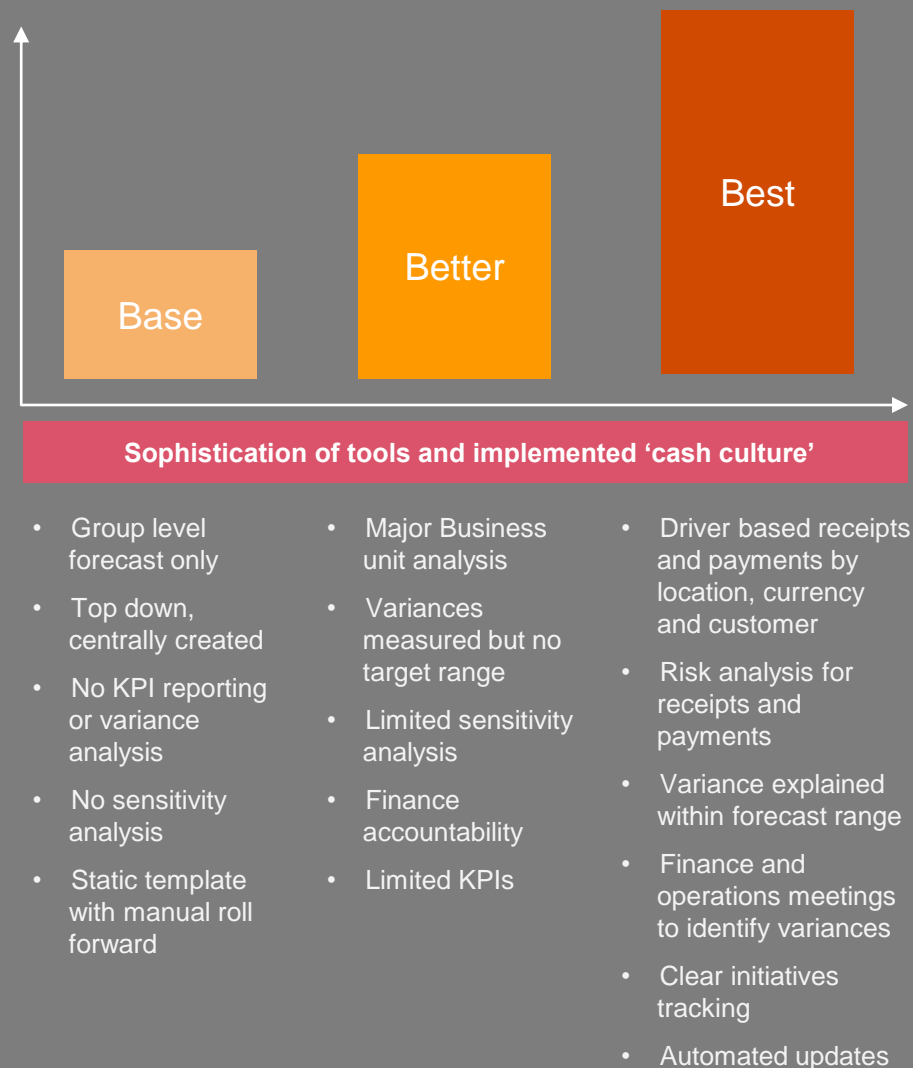 Best
Better
Base
Sophistication of tools and implemented ‘cash culture’
• Group level
forecast only
• Top down,
centrally created
• No KPI reporting
or variance
analysis
• No sensitivity
analysis
• Static template
with manual roll
forward
• Major Business
unit analysis
• Variances
measured but no
target range
• Limited sensitivity
analysis
• Finance
accountability
• Limited KPIs
• Driver based receipts
and payments by
location, currency
and customer
• Risk analysis for
receipts and
payments
• Variance explained
within forecast range
• Finance and
operations meetings
to identify variances
• Clear initiatives
tracking
• Automated updates